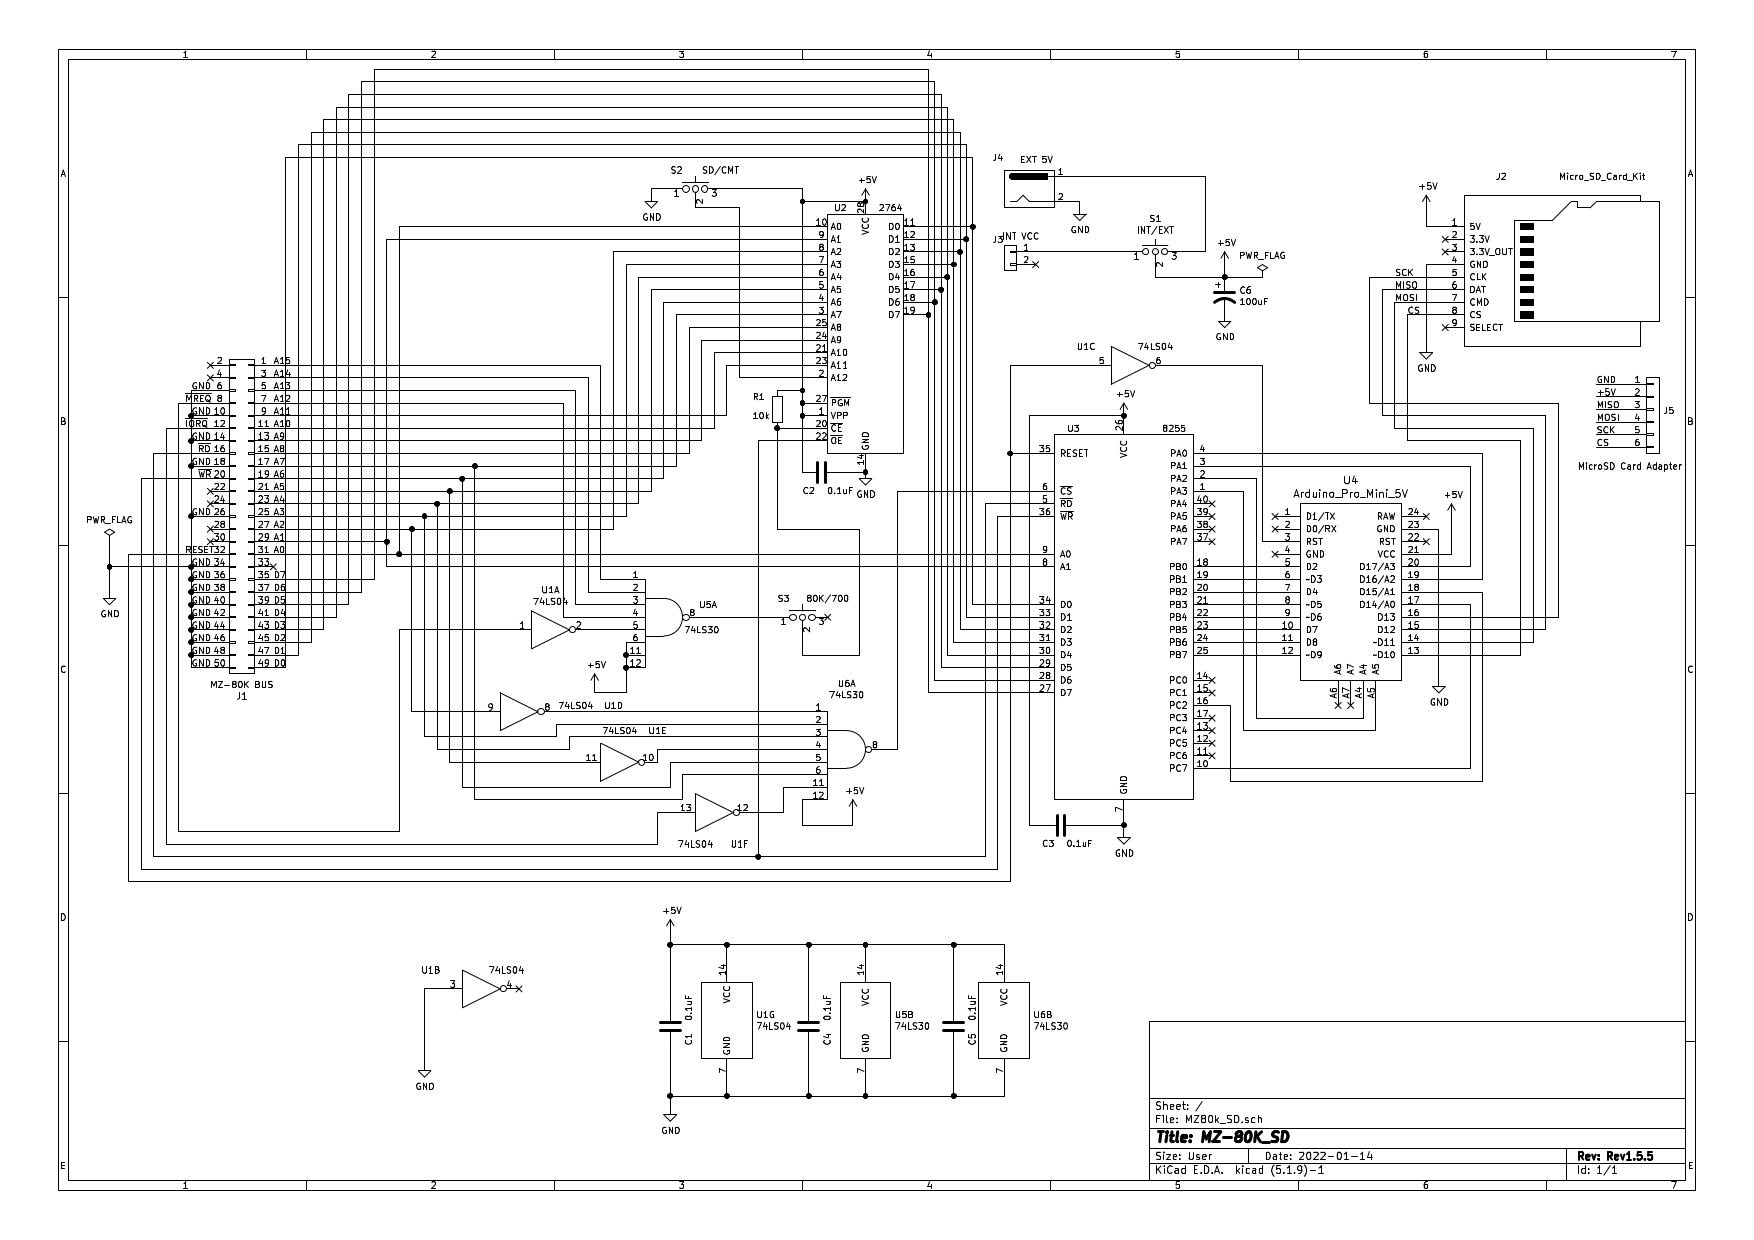 1 2 3 4 5 6 7
A A
B B
C C
D D
E E
1 2 3 4 5 6 7
S2 SD/CMT
1 2 3
GND
+5V
U2 2764
VCC 28
10 A0 D0 11
9 A1 D1 12
8 A2 D2 13
7 A3 D3 15
6 A4 D4 16
5 A5 D5 17
4 A6 D6 18
3 A7 D7 19
25 A8
24 A9
21 A10
23 A11
2 A12
27 PGM
1 VPP
20 CE
22 OE
GND 14
R1
10k
C2 0.1uF
GND
J4 EXT 5V
1
2
GND
J3 INT VCC
1
2
S1
INT/EXT
1 2 3
+5V
PWR_FLAG
+
C6
100uF
GND
J2 Micro_SD_Card_Kit
+5V
1 5V
2 3.3V
3 3.3V_OUT
4 GND
SCK 5 CLK
MISO 6 DAT
MOSI 7 CMD
CS 8 CS
9 SELECT
GND
GND 1
+5V 2
MISO 3
MOSI 4
SCK 5
CS 6
J5
MicroSD Card Adapter
2 1 A15
4 3 A14
GND 6 5 A13
MREQ 8 7 A12
GND 10 9 A11
IORQ 12 11 A10
GND 14 13 A9
RD 16 15 A8
GND 18 17 A7
WR 20 19 A6
22 21 A5
24 23 A4
GND 26 25 A3
28 27 A2
30 29 A1
RESET 32 31 A0
GND 34 33
GND 36 35 D7
GND 38 37 D6
GND 40 39 D5
GND 42 41 D4
GND 44 43 D3
GND 46 45 D2
GND 48 47 D1
GND 50 49 D0
MZ-80K BUS
J1
PWR_FLAG
GND
U1C 74LS04
5 6
+5V
U3 8255
VCC 26
35 RESET
6 CS
5 RD
36 WR
9 A0
8 A1
34 D0
33 D1
32 D2
31 D3
30 D4
29 D5
28 D6
27 D7
PA0 4
PA1 3
PA2 2
PA3 1
PA4 40
PA5 39
PA6 38
PA7 37
PB0 18
PB1 19
PB2 20
PB3 21
PB4 22
PB5 23
PB6 24
PB7 25
PC0 14
PC1 15
PC2 16
PC3 17
PC4 13
PC5 12
PC6 11
PC7 10
GND 7
C3 0.1uF
GND
U4
Arduino_Pro_Mini_5V
+5V
1 D1/TX RAW 24
2 D0/RX GND 23
3 RST RST 22
4 GND VCC 21
5 D2 D17/A3 20
6 ~D3 D16/A2 19
7 D4 D15/A1 18
8 ~D5 D14/A0 17
9 ~D6 D13 16
10 D7 D12 15
11 D8 ~D11 14
12 ~D9 ~D10 13
A6 A7 A4 A5
A6 A7 A4 A5
GND
U1A
74LS04
1 2
1
2
3
4
5
6
11
12
8
U5A
74LS30
+5V
S3 80K/700
1 2 3
U6A
74LS30
9 8 74LS04 U1D
74LS04 U1E
11 10
13 12
74LS04 U1F
1
2
3
4
5
6
11
12
8
+5V
U1B 74LS04
3 4
GND
+5V
C1 0.1uF
14 VCC
GND 7
U1G
74LS04
C4 0.1uF
14 VCC
GND 7
U5B
74LS30
C5 0.1uF
14 VCC
GND 7
U6B
74LS30
GND
Sheet: /
File: MZ80k_SD.sch
Title: MZ-80K_SD
Size: User Date: 2022-01-14 Rev: Rev1.5.5
KiCad E.D.A. kicad (5.1.9)-1 Id: 1/1